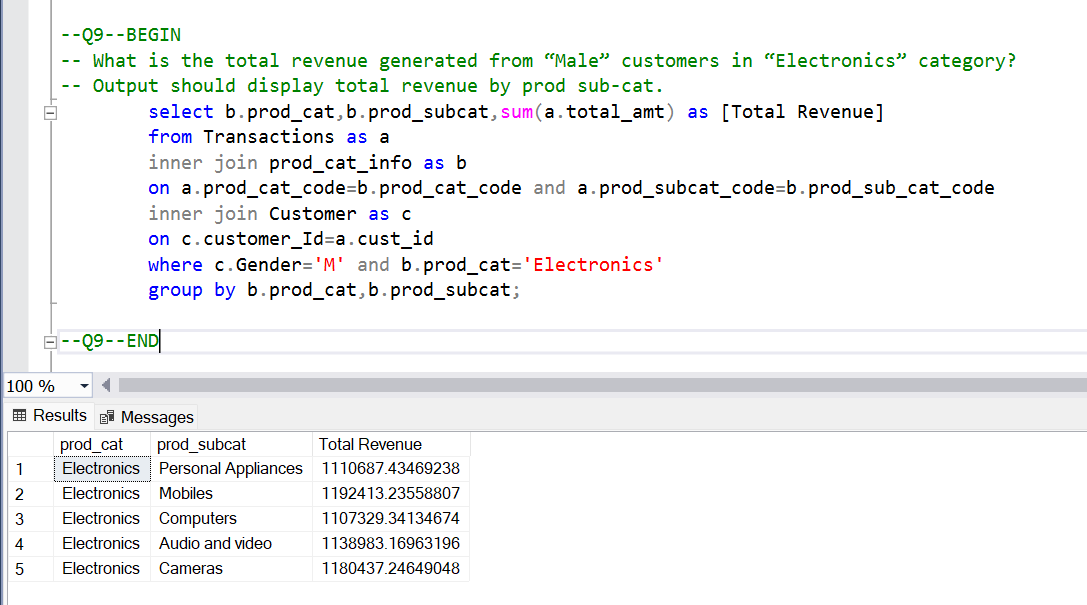 --Q9--BEGIN
-- What is the total revenue generated from “Male” customers in “Electronics” category?
-- Output should display total revenue by prod sub-cat.
select b.prod_cat,b.prod_subcat,sum(a.total_amt) as [Total Revenue]
from Transactions as a
inner join prod_cat_info as b
on a.prod_cat_code=b.prod_cat_code and a.prod_subcat_code=b.prod_sub_cat_code
inner join Customer as c
on c.customer_Id=a.cust_id
where c.Gender='M' and b.prod_cat='Electronics'
group by b.prod_cat,b.prod_subcat;
--Q9--END
100 %
Results Messages
prod_cat prod_subcat Total Revenue
1 Electronics Personal Appliances 1110687.43469238
2 Electronics Mobiles 1192413.23558807
3 Electronics Computers 1107329.34134674
4 Electronics Audio and video 1138983.16963196
5 Electronics Cameras 1180437.24649048